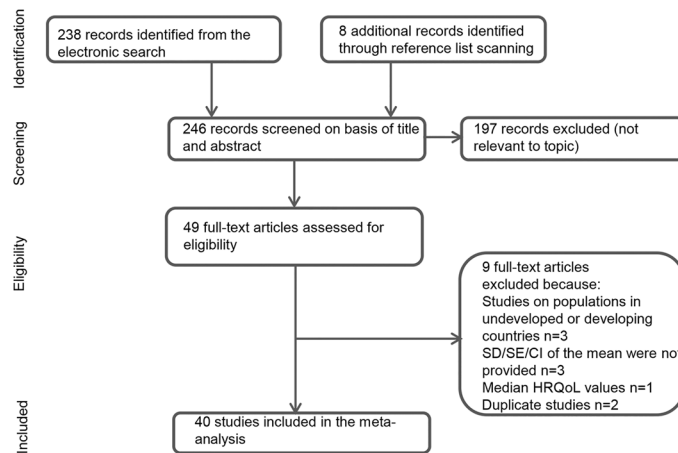 Identification
238 records identified from the
electronic search
8 additional records identified
through reference list scanning
Screening
246 records screened on basis of title
and abstract
197 records excluded (not
relevant to topic)
Eligibility
49 full-text articles assessed for
eligibility
9 full-text articles
excluded because:
Studies on populations in
undeveloped or developing
countries n=3
SD/SE/CI of the mean were not
provided n=3
Median HRQoL values n=1
Duplicate studies n=2
Included
40 studies included in the meta-
analysis